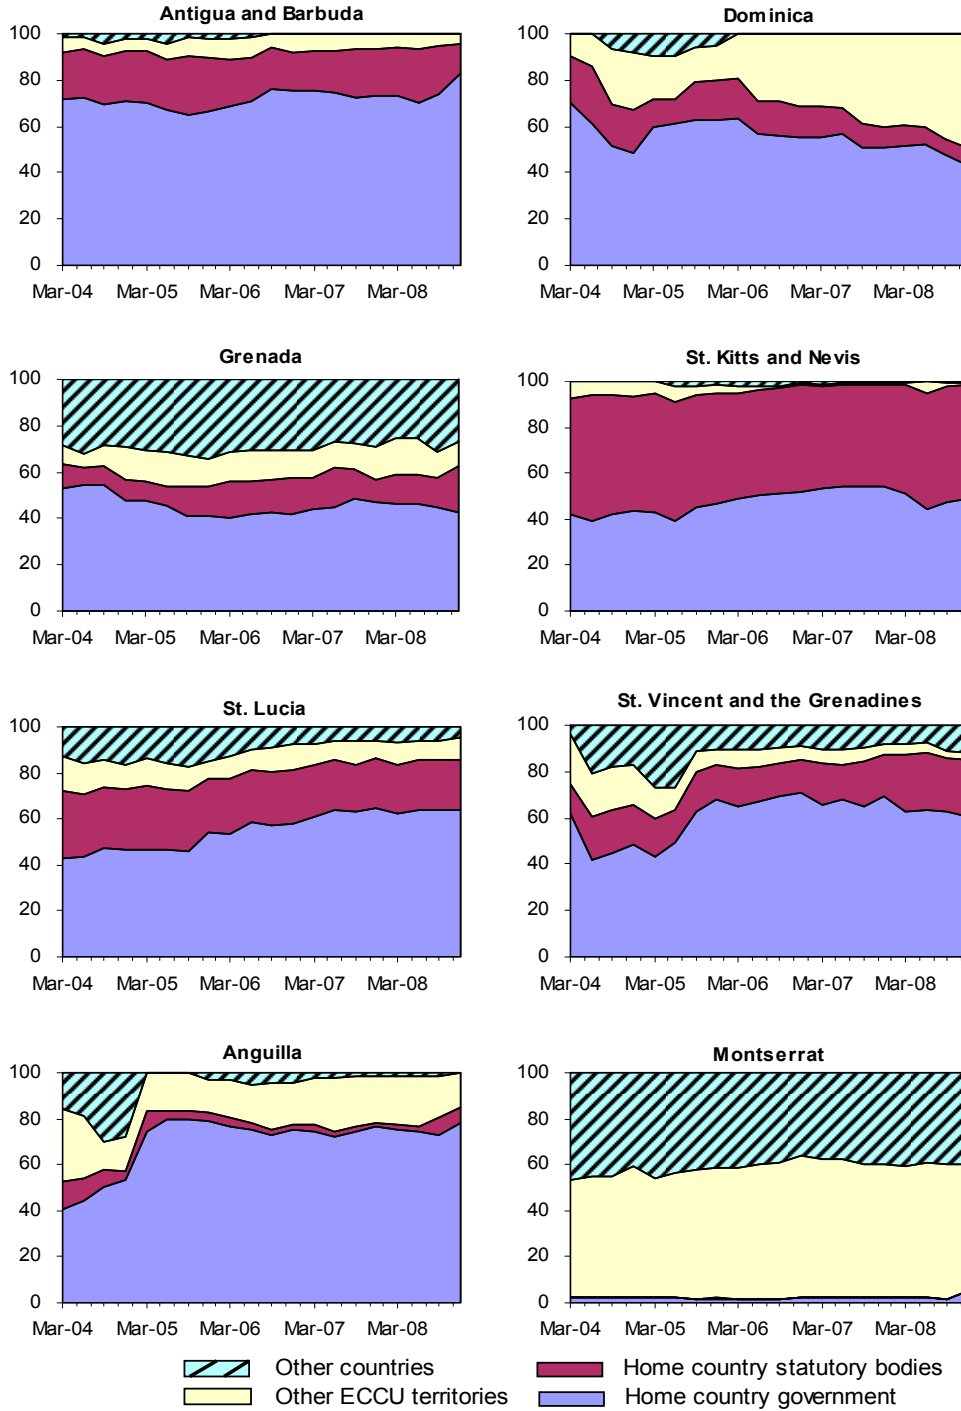 Antigua and Barbuda
100
80
60
40
20
0
Mar-04 Mar-05 Mar-06 Mar-07 Mar-08
Dominica
100
80
60
40
20
0
Mar-04 Mar-05 Mar-06 Mar-07 Mar-08
Grenada
100
80
60
40
20
0
Mar-04 Mar-05 Mar-06 Mar-07 Mar-08
St. Kitts and Nevis
100
80
60
40
20
0
Mar-04 Mar-05 Mar-06 Mar-07 Mar-08
St. Lucia
100
80
60
40
20
0
Mar-04 Mar-05 Mar-06 Mar-07 Mar-08
St. Vincent and the Grenadines
100
80
60
40
20
0
Mar-04 Mar-05 Mar-06 Mar-07 Mar-08
Anguilla
100
80
60
40
20
0
Mar-04 Mar-05 Mar-06 Mar-07 Mar-08
Montserrat
100
80
60
40
20
0
Mar-04 Mar-05 Mar-06 Mar-07 Mar-08
Other countries
Home country statutory bodies
Other ECCU territories
Home country government